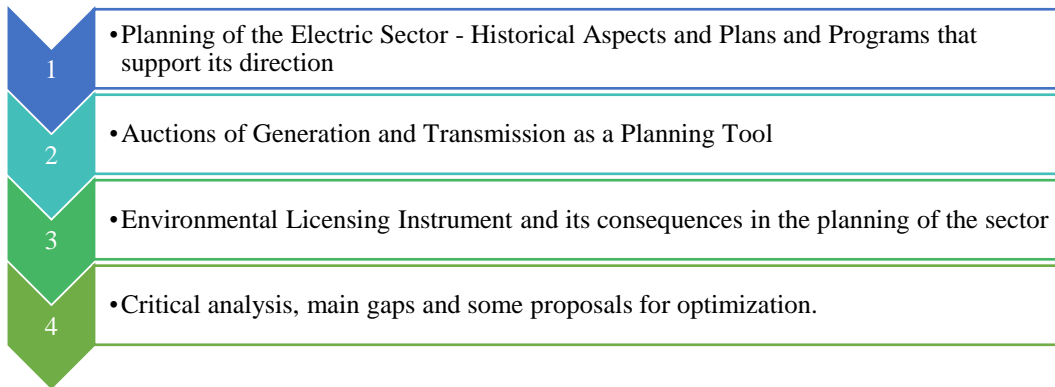 1
•Planning of the Electric Sector - Historical Aspects and Plans and Programs that
support its direction
2
•Auctions of Generation and Transmission as a Planning Tool
3
•Environmental Licensing Instrument and its consequences in the planning of the sector
4
•Critical analysis, main gaps and some proposals for optimization.